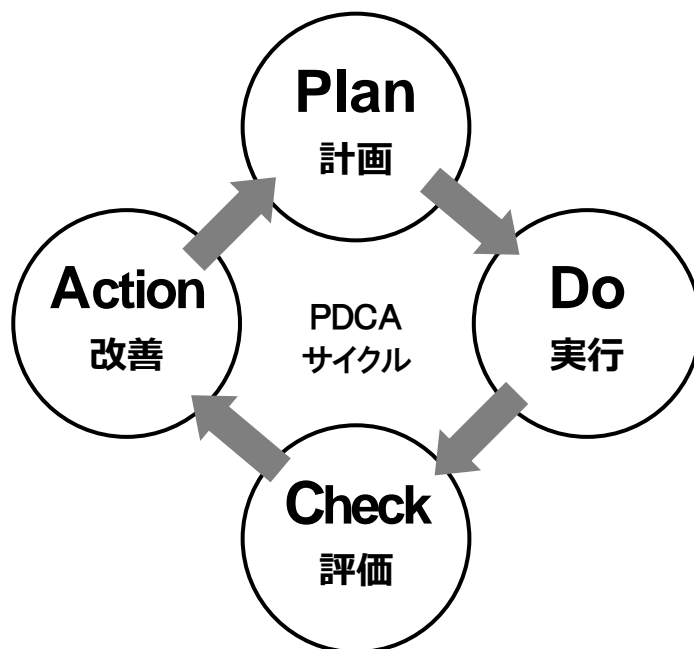 Plan
計画
Do
実行
Check
評価
Action
改善
PDCA
サイクル